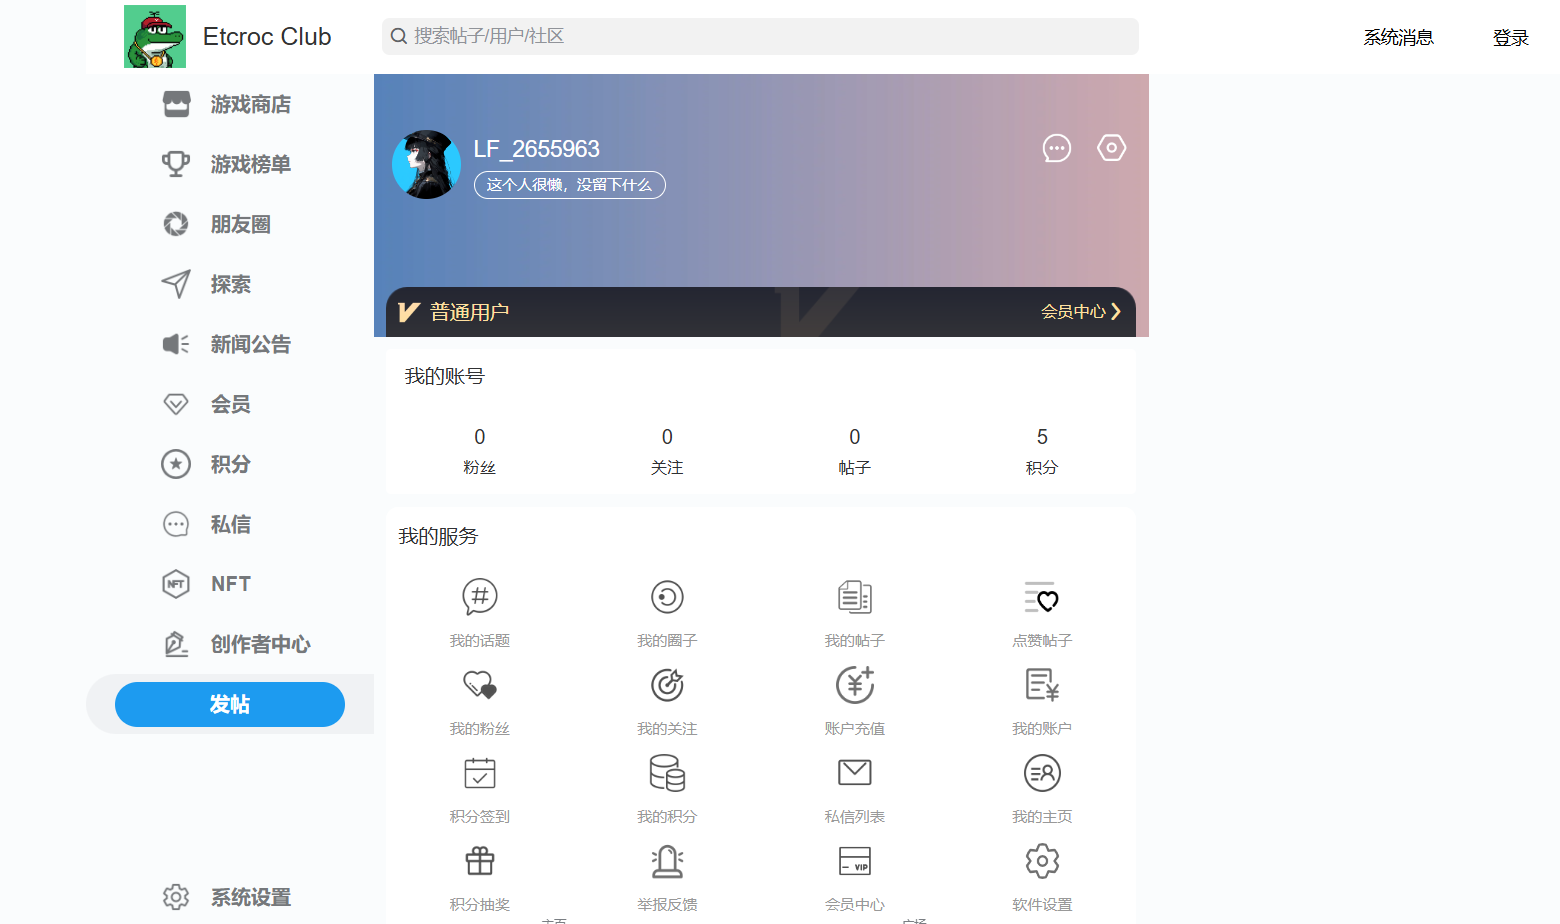 Etcroc Club
搜索帖子/用户/社区
系统消息
登录
游戏商店
游戏榜单
朋友圈
探索
新闻公告
会员
积分
私信
NFT
NFT
创作者中心
发帖
系统设置
LF_2655963
这个人很懒，没留下什么
普通用户
会员中心
我的账号
0
0
0
5
粉丝
关注
帖子
积分
我的服务
我的话题
我的圈子
我的帖子
点赞帖子
我的粉丝
我的关注
账户充值
我的账户
积分签到
我的积分
私信列表
我的主页
VIP
积分抽奖
举报反馈
会员中心
软件设置